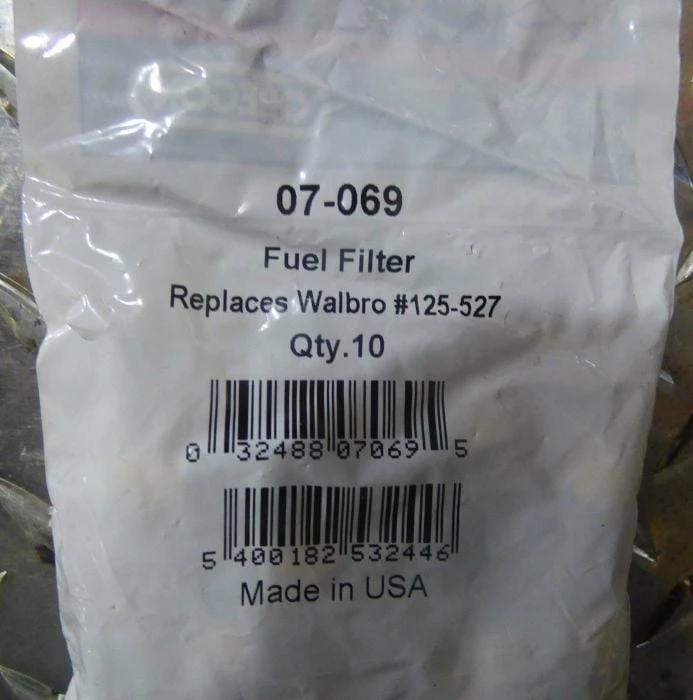 OREGON
07-069
Fuel Filter
Replaces Walbro #125-527
Qty.10
0 32488 07069 5
5 400182 532446
Made in USA